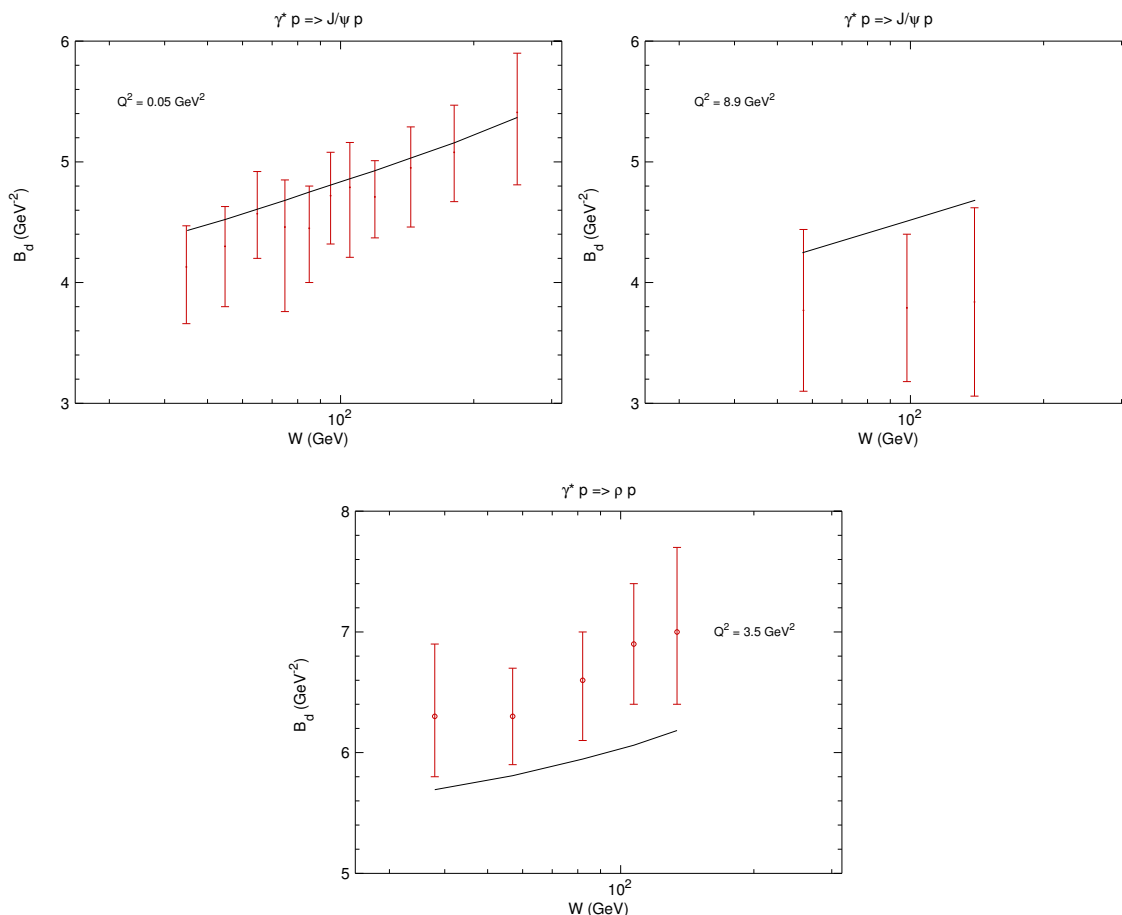 γ* p => J/ψ p
6
5
4
3
B_d (GeV⁻²)
Q² = 0.05 GeV²
10²
W (GeV)
γ* p => J/ψ p
6
5
4
3
B_d (GeV⁻²)
Q² = 8.9 GeV²
10²
W (GeV)
γ* p => ρ p
8
7
6
5
B_d (GeV⁻²)
Q² = 3.5 GeV²
10²
W (GeV)